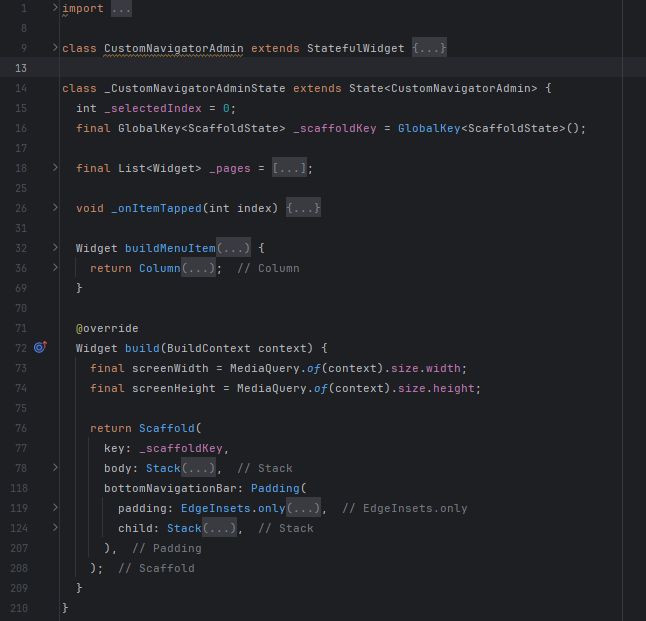 1 import ...
8
9 class CustomNavigatorAdmin extends StatefulWidget {...}
13
14 class _CustomNavigatorAdminState extends State<CustomNavigatorAdmin> {
15 int _selectedIndex = 0;
16 final GlobalKey<ScaffoldState> _scaffoldKey = GlobalKey<ScaffoldState>();
17
18 final List<Widget> _pages = [...];
25
26 void _onItemTapped(int index) {...}
31
32 Widget buildMenuItem(...) {
36 return Column(...); // Column
69 }
70
71 @override
72 Widget build(BuildContext context) {
73 final screenWidth = MediaQuery.of(context).size.width;
74 final screenHeight = MediaQuery.of(context).size.height;
75
76 return Scaffold(
77 key: _scaffoldKey,
78 body: Stack(...), // Stack
118 bottomNavigationBar: Padding(
119 padding: EdgeInsets.only(...), // EdgeInsets.only
124 child: Stack(...), // Stack
207 ), // Padding
208 ); // Scaffold
209 }
210 }